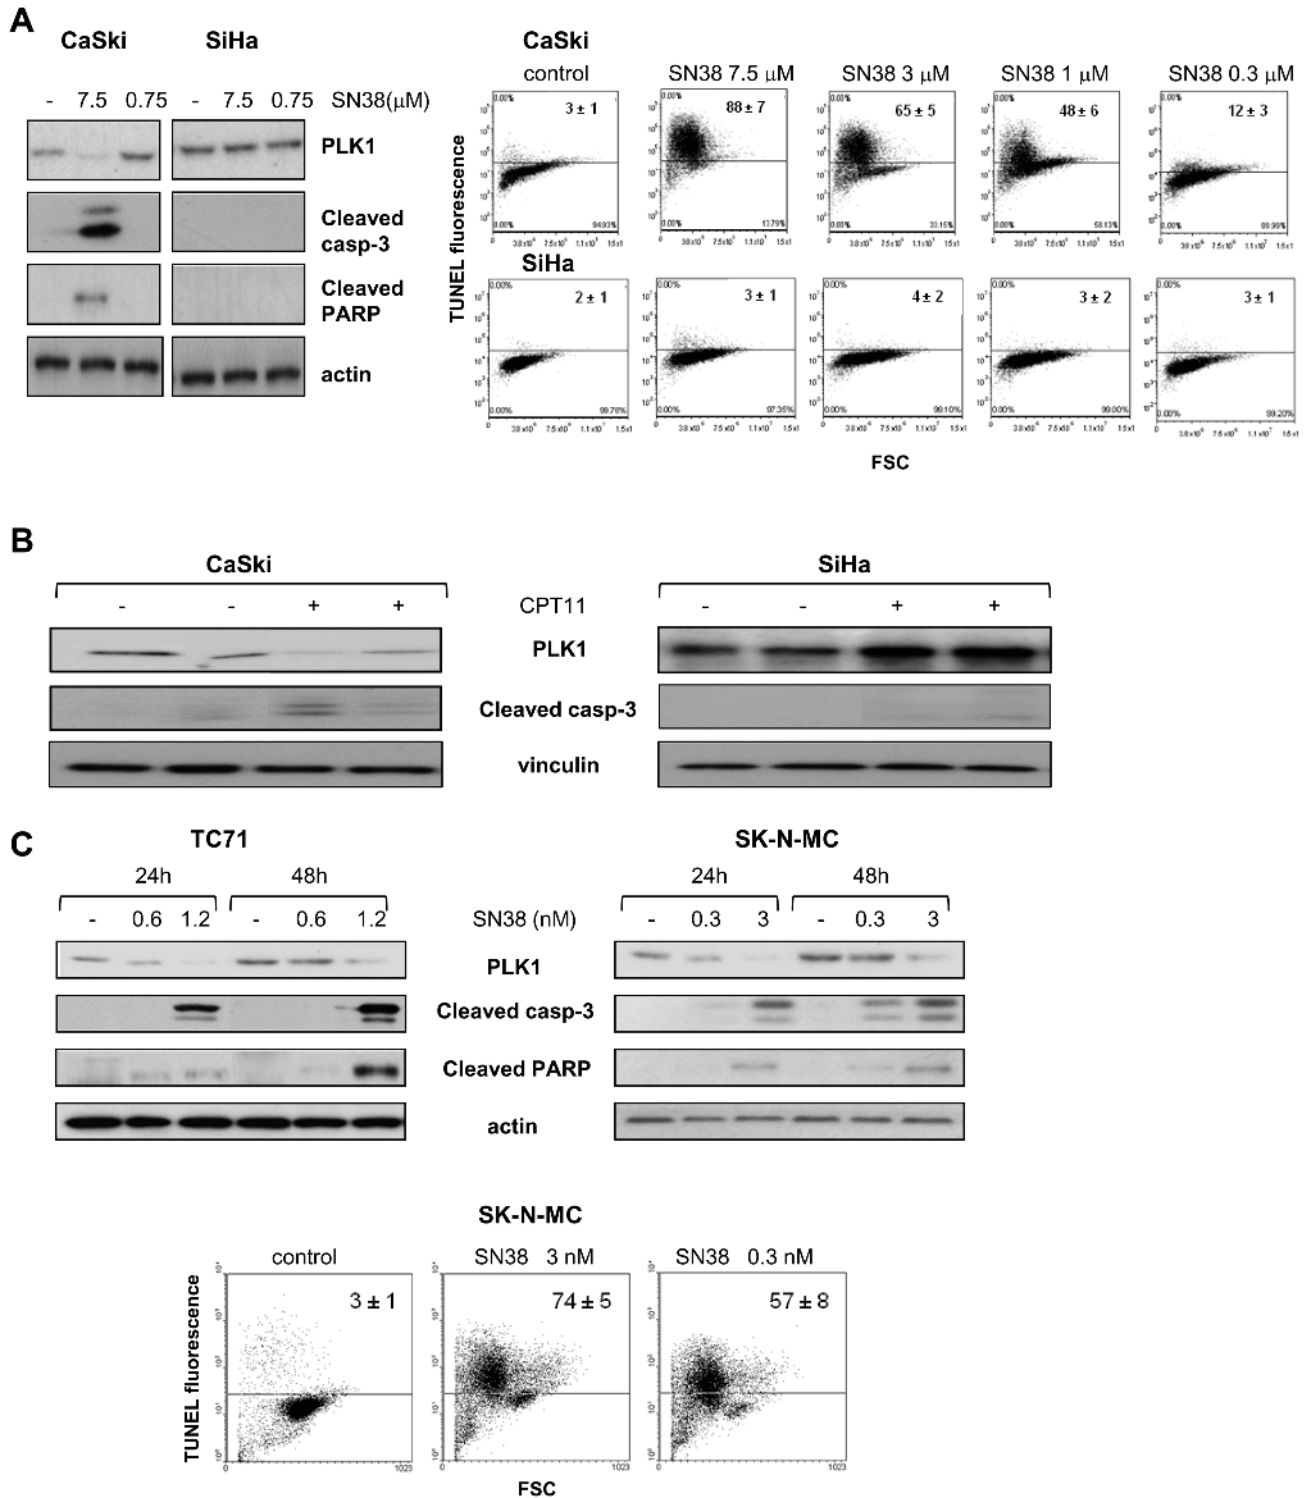 A
CaSki SiHa
- 7.5 0.75 - 7.5 0.75 SN38(μM)
PLK1
Cleaved
casp-3
Cleaved
PARP
actin
CaSki
control SN38 7.5 μM SN38 3 μM SN38 1 μM SN38 0.3 μM
3 ± 1 88 ± 7 65 ± 5 48 ± 6 12 ± 3
TUNEL fluorescence
SiHa
2 ± 1 3 ± 1 4 ± 2 3 ± 2 3 ± 1
FSC
B
CaSki SiHa
- - + + CPT11 - - + +
PLK1
Cleaved casp-3
vinculin
C
TC71 SK-N-MC
24h 48h 24h 48h
- 0.6 1.2 - 0.6 1.2 SN38 (nM) - 0.3 3 - 0.3 3
PLK1
Cleaved casp-3
Cleaved PARP
actin
SK-N-MC
control SN38 3 nM SN38 0.3 nM
3 ± 1 74 ± 5 57 ± 8
TUNEL fluorescence
0 1023 0 1023 0 1023
FSC